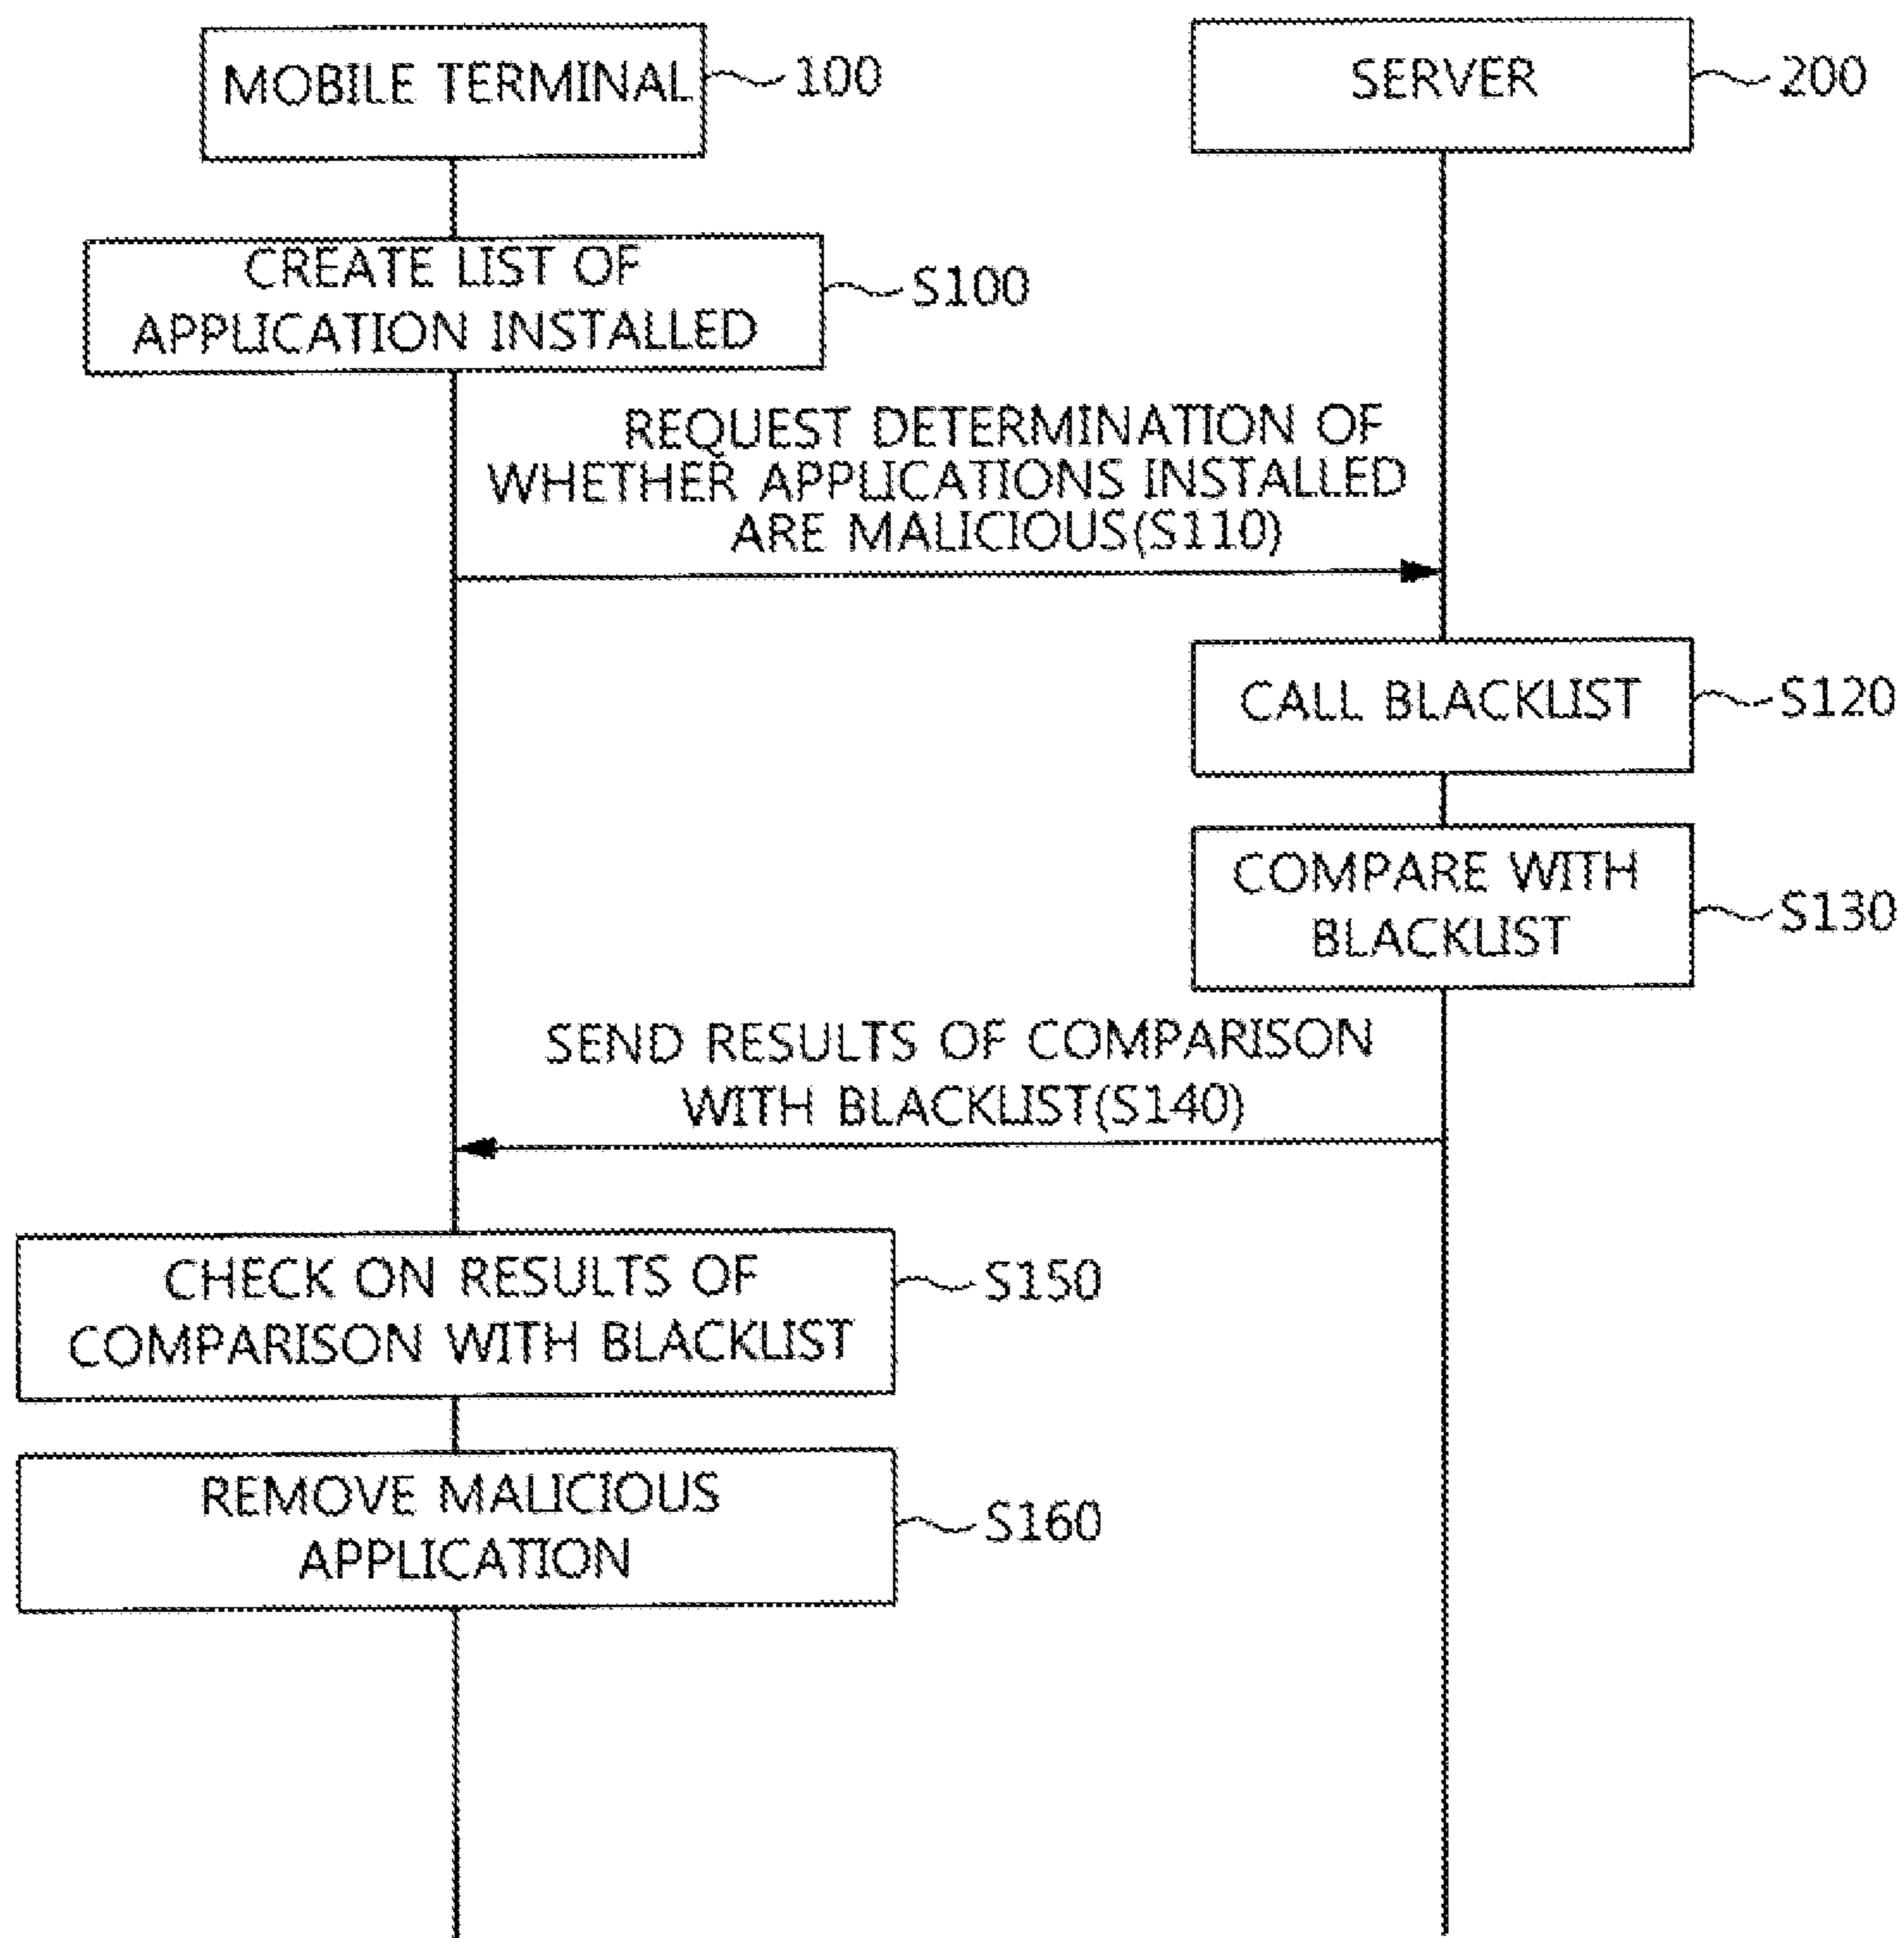 MOBILE TERMINAL
100
SERVER
200
CREATE LIST OF
APPLICATION INSTALLED
S100
REQUEST DETERMINATION OF
WHETHER APPLICATIONS INSTALLED
ARE MALICIOUS(S110)
CALL BLACKLIST
S120
COMPARE WITH
BLACKLIST
S130
SEND RESULTS OF COMPARISON
WITH BLACKLIST(S140)
CHECK ON RESULTS OF
COMPARISON WITH BLACKLIST
S150
REMOVE MALICIOUS
APPLICATION
S160